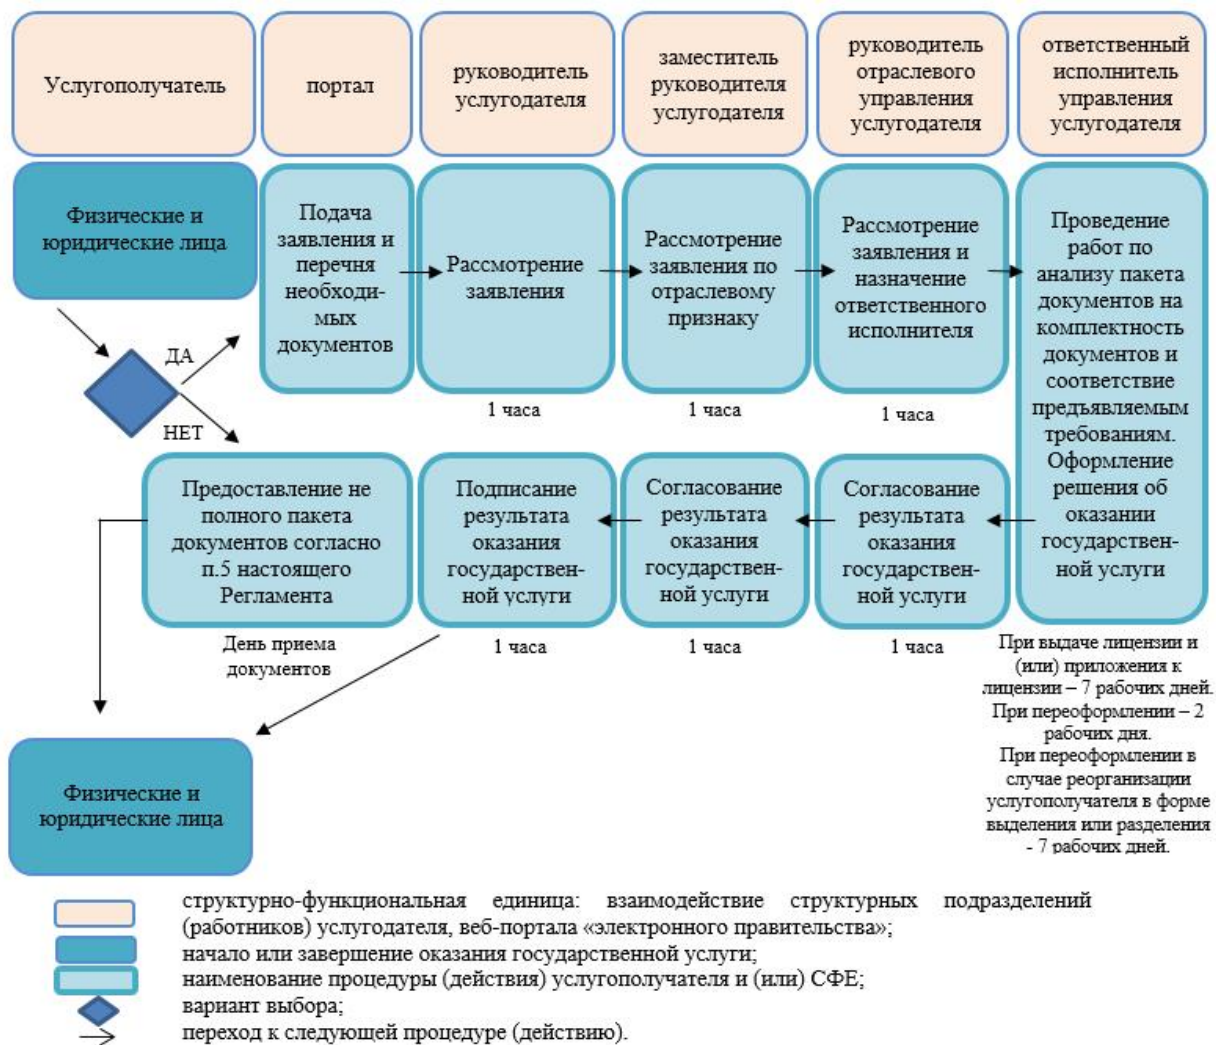 Услугополучатель
портал
руководитель
услугодателя
заместитель
руководителя
услугодателя
руководитель
отраслевого
управления
услугодателя
ответственный
исполнитель
управления
услугодателя
Физические и
юридические лица
Подача
заявления и
перечня
необходи-
мых
документов
Рассмотрение
заявления
Рассмотрение
заявления по
отраслевому
признаку
Рассмотрение
заявления и
назначение
ответственного
исполнителя
Проведение
работ по
анализу пакета
документов на
комплектность
документов и
соответствие
предъявляемым
требованиям.
Оформление
решения об
оказании
государствен-
ной услуги
ДА
НЕТ
1 часа
1 часа
1 часа
Предоставление не
полного пакета
документов согласно
п.5 настоящего
Регламента
Подписание
результата
оказания
государствен-
ной услуги
Согласование
результата
оказания
государствен-
ной услуги
Согласование
результата
оказания
государствен-
ной услуги
День приема
документов
1 часа
1 часа
1 часа
При выдаче лицензии и
(или) приложения к
лицензии – 7 рабочих дней.
При переоформлении – 2
рабочих дня.
При переоформлении в
случае реорганизации
услугополучателя в форме
выделения или разделения
- 7 рабочих дней.
Физические и
юридические лица
структурно-функциональная единица: взаимодействие структурных подразделений
(работников) услугодателя, веб-портала «электронного правительства»;
начало или завершение оказания государственной услуги;
наименование процедуры (действия) услугополучателя и (или) СФЕ;
вариант выбора;
переход к следующей процедуре (действию).